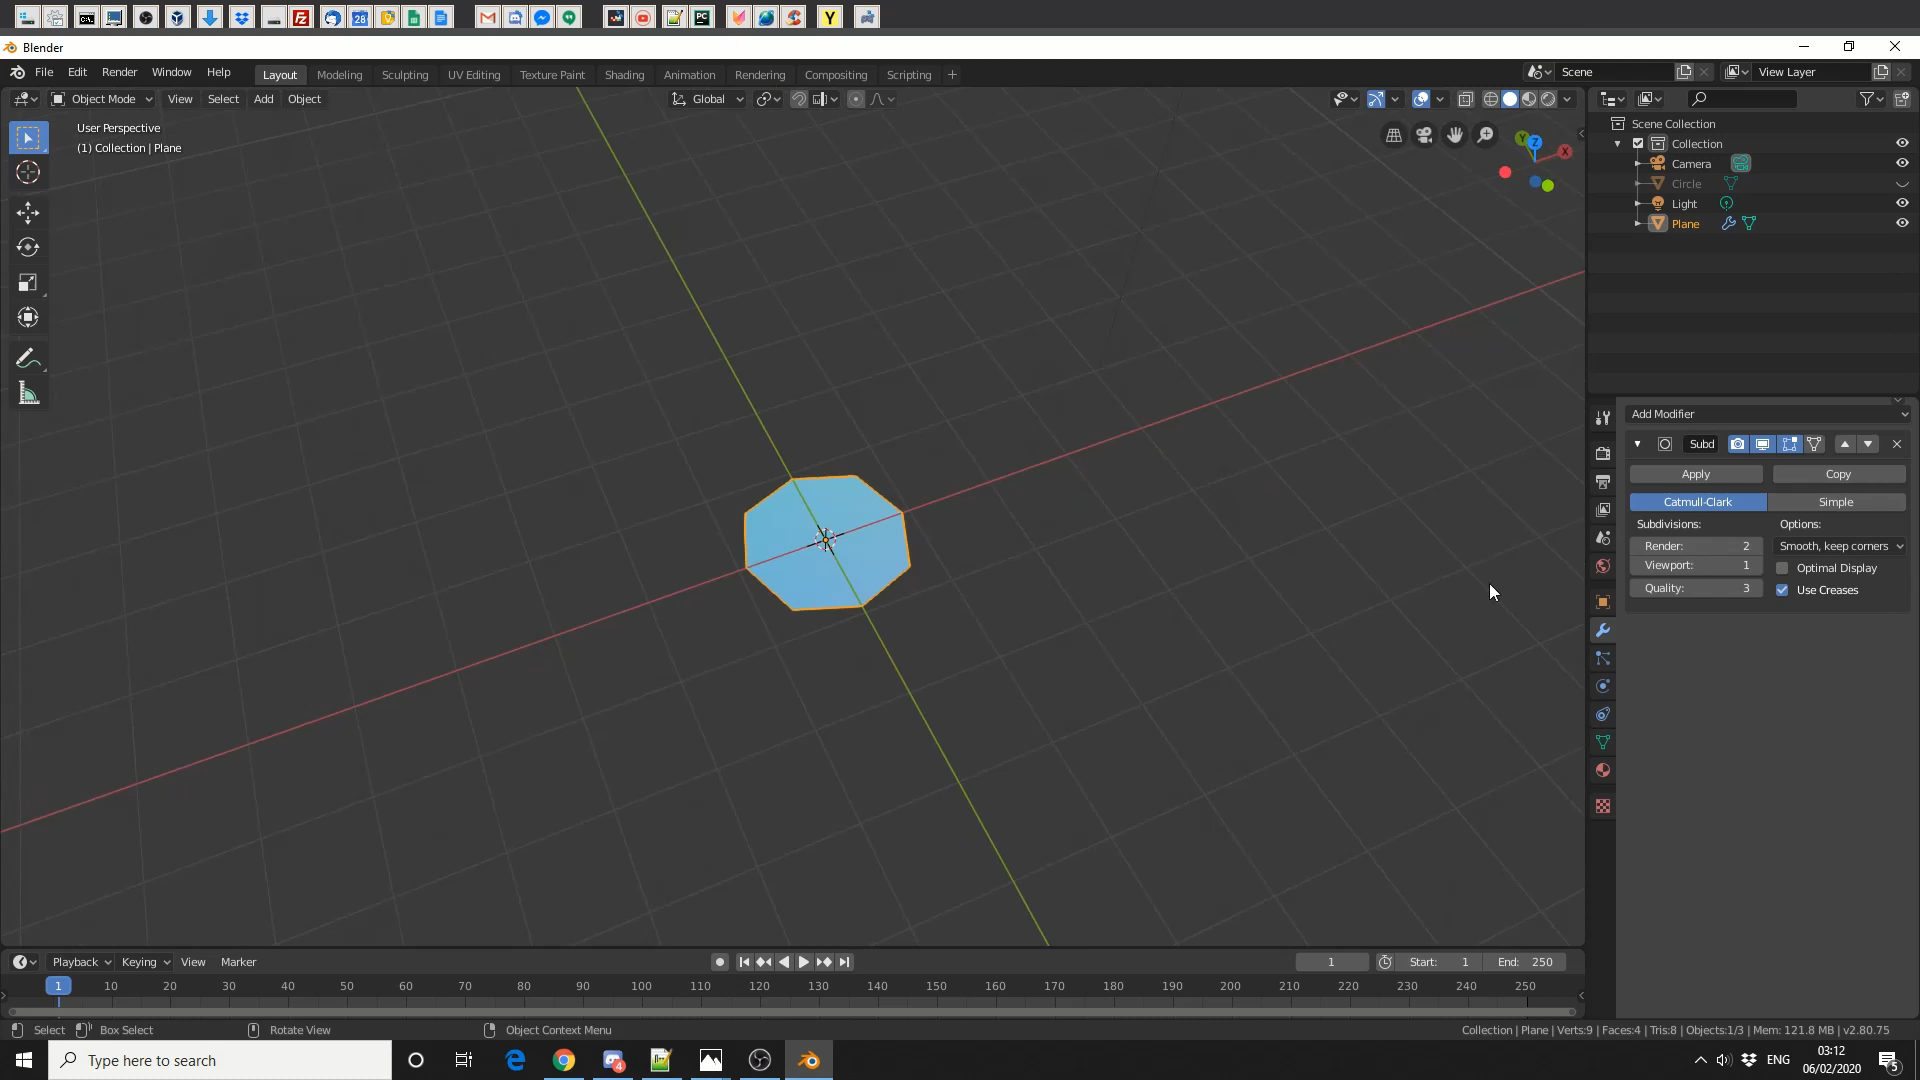 28
PC
Y
Blender
File Edit Render Window Help Layout Modeling Sculpting UV Editing Texture Paint Shading Animation Rendering Compositing Scripting + Scene View Layer
Object Mode View Select Add Object Global
User Perspective
(1) Collection | Plane
Y Z X
Scene Collection
Collection
Camera
Circle
Light
Plane
Add Modifier
Subd
Apply Copy
Catmull-Clark Simple
Subdivisions: Options:
Render: 2 Smooth, keep corners
Viewport: 1 Optimal Display
Quality: 3 Use Creases
Playback Keying View Marker 1 Start: 1 End: 250
1 10 20 30 40 50 60 70 80 90 100 110 120 130 140 150 160 170 180 190 200 210 220 230 240 250
Select Box Select Rotate View Object Context Menu Collection | Plane | Verts:9 | Faces:4 | Tris:8 | Objects:1/3 | Mem: 121.8 MB | v2.80.75
Type here to search 4 ENG 03:12
06/02/2020 5